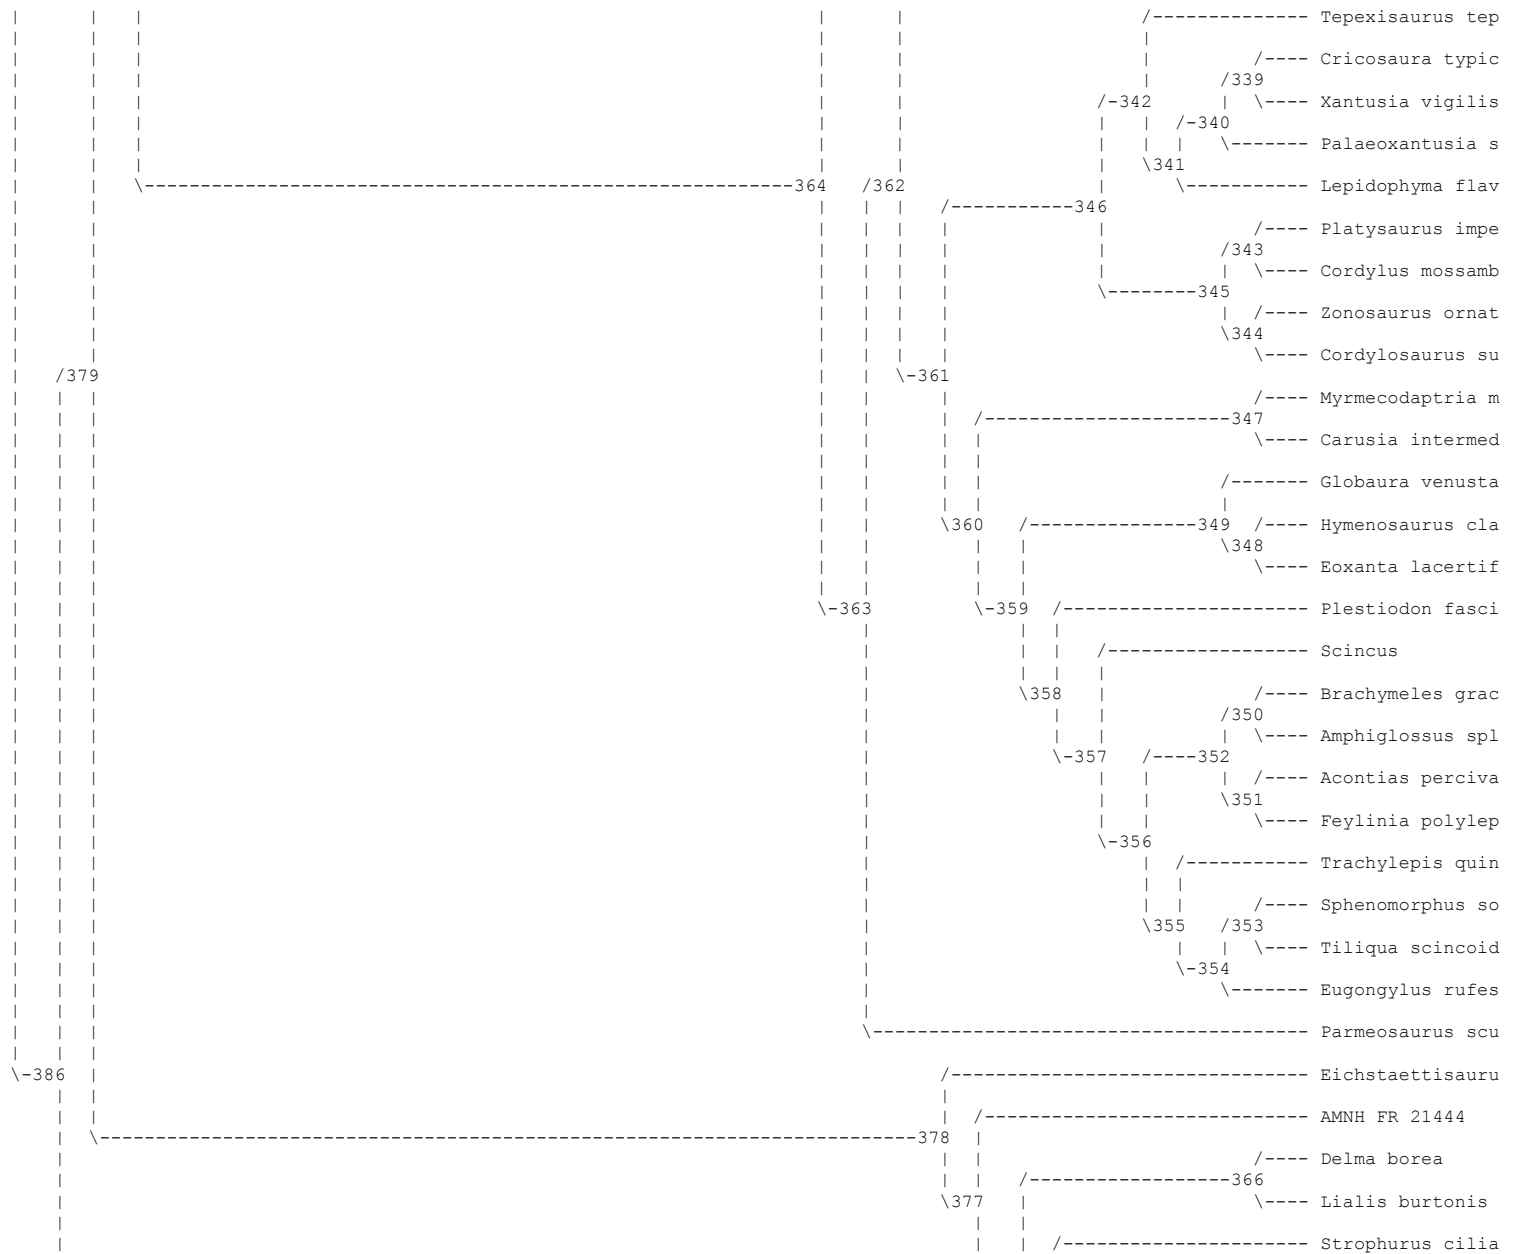 |      |   |                                                            |      |                     /-------------- Tepexisaurus tep
|      |   |                                                            |      |                     |
|      |   |                                                            |      |                     |         /---- Cricosaura typic
|      |   |                                                            |      |                     |      /339
|      |   |                                                            |      |                 /-342      |  \---- Xantusia vigilis
|      |   |                                                            |      |                 |   |  /-340
|      |   |                                                            |      |                 |   |  |   \------- Palaeoxantusia s
|      |   |                                                            |      |                 |   \341
|      |   \----------------------------------------------------------364   /362                 |      \----------- Lepidophyma flav
|      |                                                                |   |  |   /-----------346
|      |                                                                |   |  |   |             |             /---- Platysaurus impe
|      |                                                                |   |  |   |             |          /343
|      |                                                                |   |  |   |             |          |  \---- Cordylus mossamb
|      |                                                                |   |  |   |             \--------345
|      |                                                                |   |  |   |                        |  /---- Zonosaurus ornat
|      |                                                                |   |  |   |                        \344
|      |                                                                |   |  |   |                           \---- Cordylosaurus su
|   /379                                                                |   |  \-361
|   |  |                                                                |   |      |                           /---- Myrmecodaptria m
|   |  |                                                                |   |      |  /----------------------347
|   |  |                                                                |   |      |  |                        \---- Carusia intermed
|   |  |                                                                |   |      |  |
|   |  |                                                                |   |      |  |                     /------- Globaura venusta
|   |  |                                                                |   |      |  |                     |
|   |  |                                                                |   |      \360   /---------------349  /---- Hymenosaurus cla
|   |  |                                                                |   |         |   |                 \348
|   |  |                                                                |   |         |   |                    \---- Eoxanta lacertif
|   |  |                                                                |   |         |   |
|   |  |                                                                \-363         \-359  /---------------------- Plestiodon fasci
|   |  |                                                                    |             |  |
|   |  |                                                                    |             |  |   /------------------ Scincus
|   |  |                                                                    |             |  |   |
|   |  |                                                                    |             \358   |             /---- Brachymeles grac
|   |  |                                                                    |                |   |          /350
|   |  |                                                                    |                |   |          |  \---- Amphiglossus spl
|   |  |                                                                    |                \-357   /----352
|   |  |                                                                    |                    |   |      |  /---- Acontias perciva
|   |  |                                                                    |                    |   |      \351
|   |  |                                                                    |                    |   |         \---- Feylinia polylep
|   |  |                                                                    |                    \-356
|   |  |                                                                    |                        |  /----------- Trachylepis quin
|   |  |                                                                    |                        |  |
|   |  |                                                                    |                        |  |      /---- Sphenomorphus so
|   |  |                                                                    |                        \355   /353
|   |  |                                                                    |                           |   |  \---- Tiliqua scincoid
|   |  |                                                                    |                           \-354
|   |  |                                                                    |                               \------- Eugongylus rufes
|   |  |                                                                    |
|   |  |                                                                    \--------------------------------------- Parmeosaurus scu
|   |  |
\-386  |                                                                           /-------------------------------- Eichstaettisauru
    |  |                                                                           |
    |  |                                                                           |  /----------------------------- AMNH FR 21444
    |  \-------------------------------------------------------------------------378  |
    |                                                                              |  |                        /---- Delma borea
    |                                                                              |  |   /------------------366
    |                                                                              \377   |                    \---- Lialis burtonis
    |                                                                                 |   |
    |                                                                                 |   |  /---------------------- Strophurus cilia